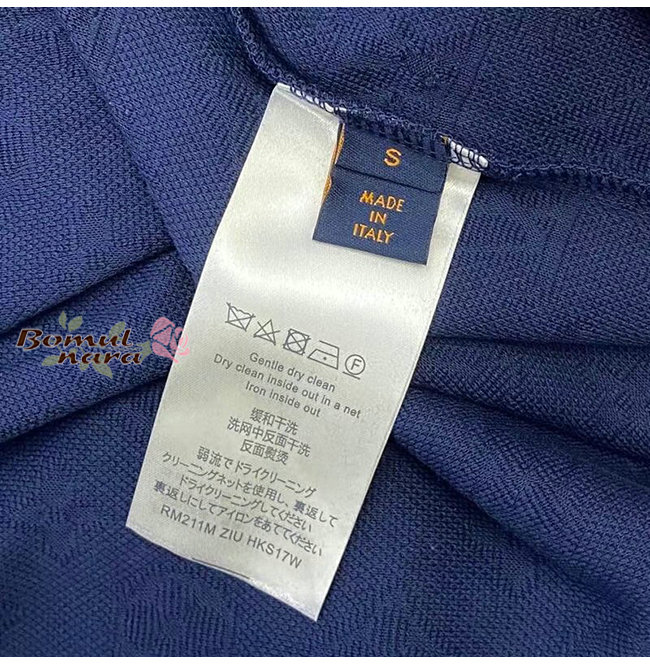 S
MADE
IN
ITALY
Bomul
nara
F
Gentle dry clean
Dry clean inside out in a net
Iron inside out
缓和干洗
洗网中反面干洗
反面熨烫
弱流でドライクリーニング
クリーニングネットを使用し、裏返して
ドライクリーニングしてください
裏返しにしてアイロンをあててください
RM211M ZIU HKS17W